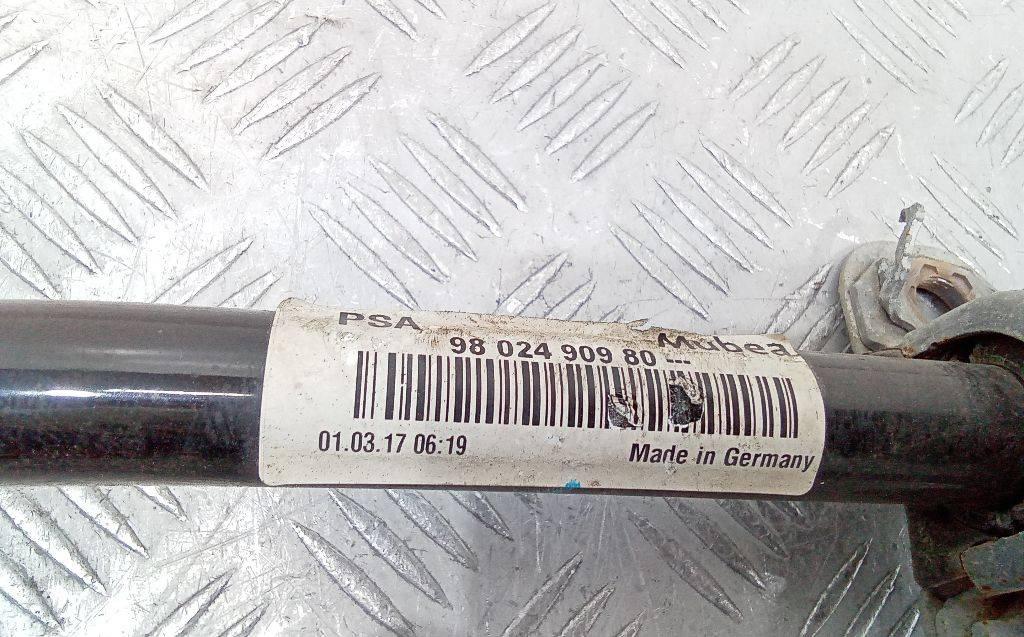 PSA Mubea
98 024 909 80 ---
01.03.17 06:19 Made in Germany